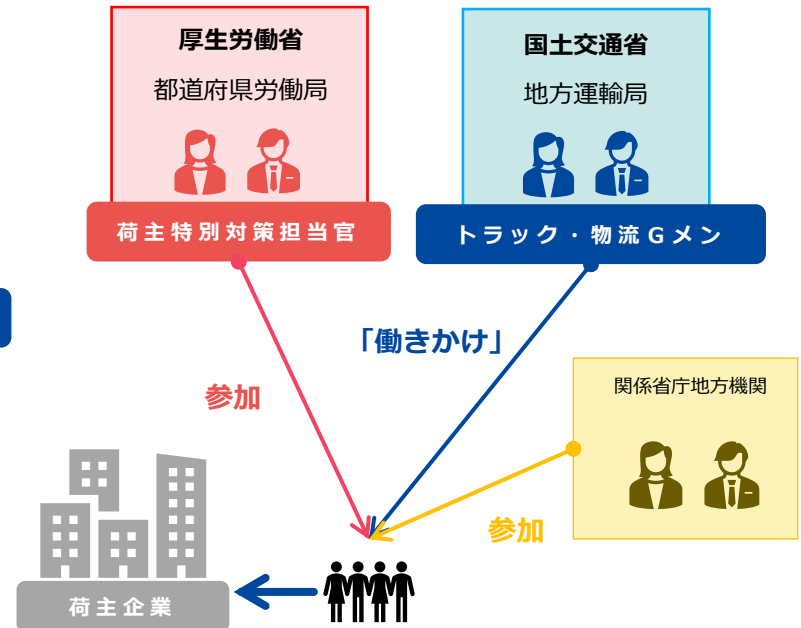 厚生労働省
都道府県労働局
荷主特別対策担当官
国土交通省
地方運輸局
トラック・物流Gメン
「働きかけ」
参加
関係省庁地方機関
参加
荷主企業